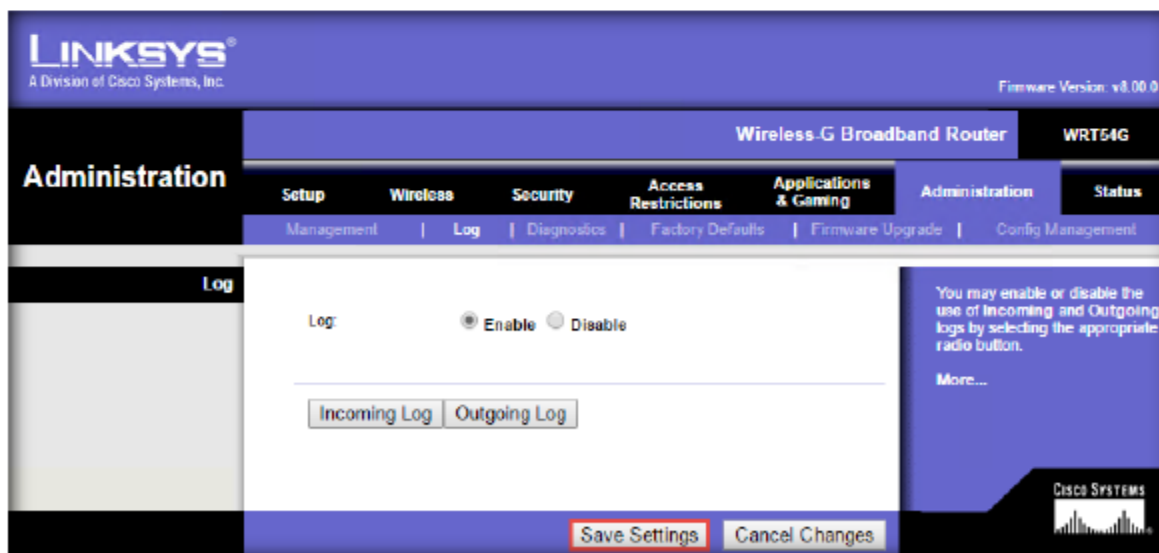 LINKSYS®
A Division of Cisco Systems, Inc.
Firmware Version: v8.00.0
Wireless-G Broadband Router WRT54G
Administration
Setup Wireless Security Access Restrictions Applications & Gaming Administration Status
Management | Log | Diagnostics | Factory Defaults | Firmware Upgrade | Config Management
Log
Log: Enable Disable
Incoming Log Outgoing Log
You may enable or disable the
use of Incoming and Outgoing
logs by selecting the appropriate
radio button.
More...
CISCO SYSTEMS
Save Settings Cancel Changes